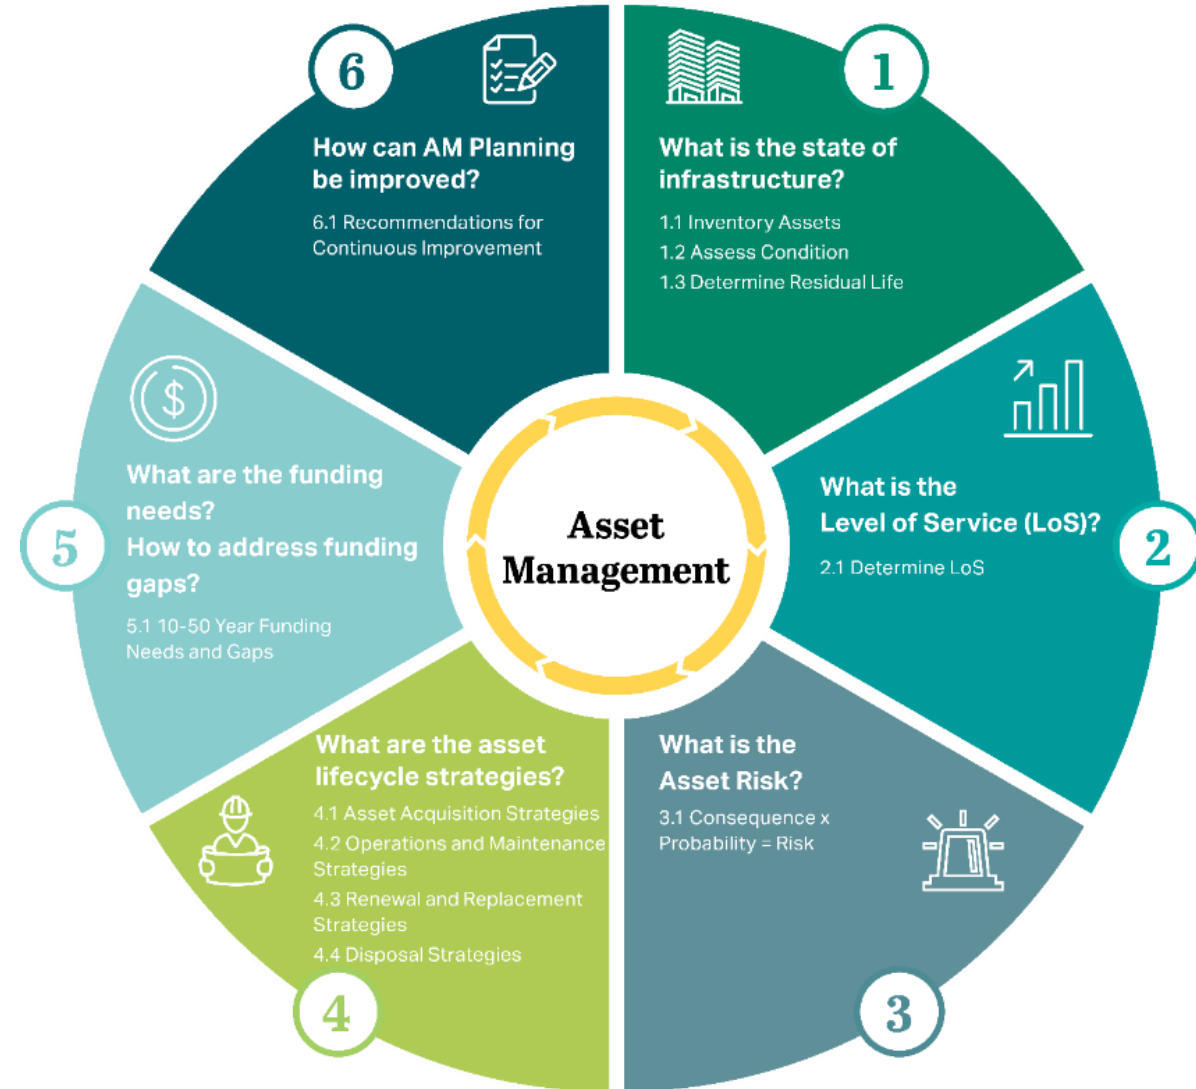 Asset
Management
1
What is the state of
infrastructure?
1.1 Inventory Assets
1.2 Assess Condition
1.3 Determine Residual Life
2
What is the
Level of Service (LoS)?
2.1 Determine LoS
3
What is the
Asset Risk?
3.1 Consequence x
Probability = Risk
4
What are the asset
lifecycle strategies?
4.1 Asset Acquisition Strategies
4.2 Operations and Maintenance
Strategies
4.3 Renewal and Replacement
Strategies
4.4 Disposal Strategies
5
$
What are the funding
needs?
How to address funding
gaps?
5.1 10-50 Year Funding
Needs and Gaps
6
How can AM Planning
be improved?
6.1 Recommendations for
Continuous Improvement